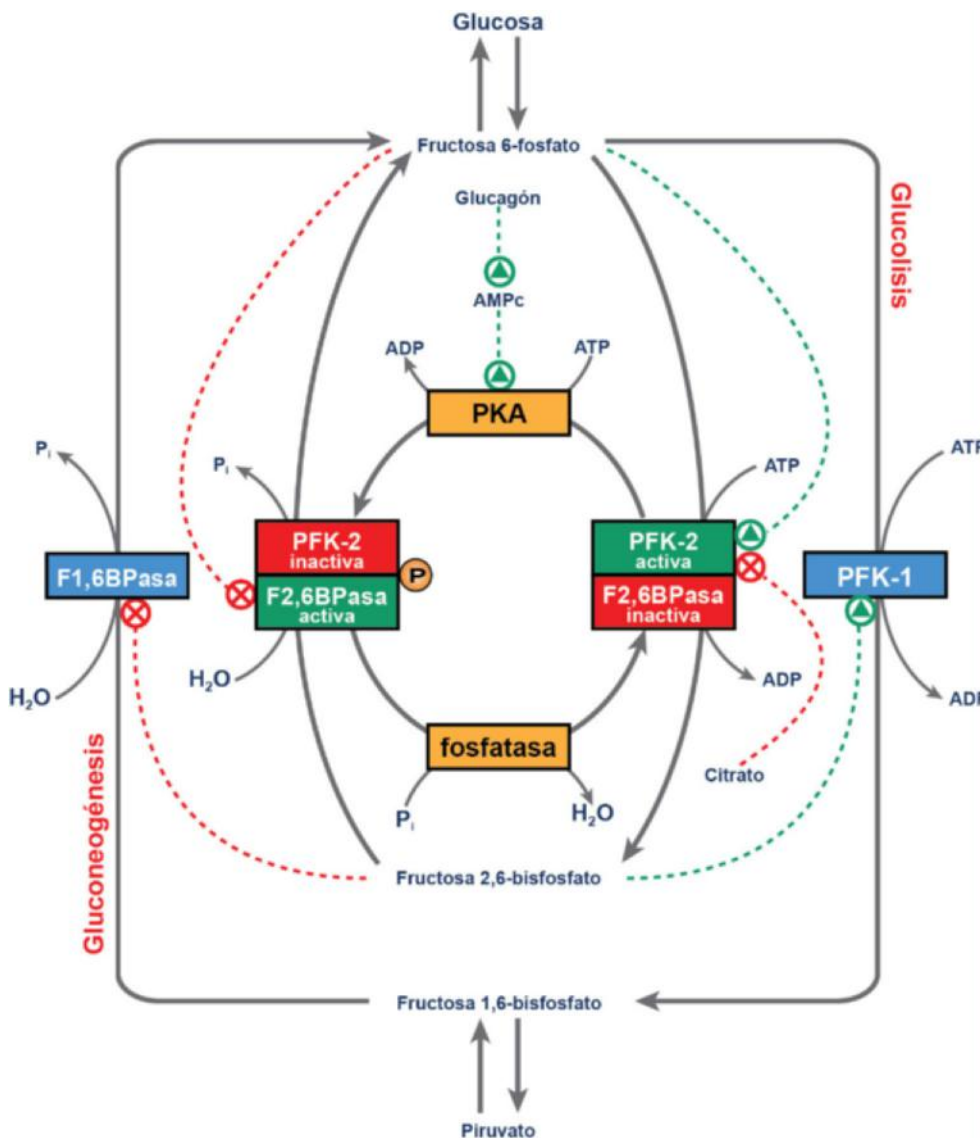 Glucosa
Fructosa 6-fosfato
Glucagón
Glucolisis
AMPc
ADP
ATP
PKA
Pᵢ
Pᵢ
ATP
ATP
PFK-2
inactiva
F2,6BPasa
activa
P
PFK-2
activa
F2,6BPasa
inactiva
F1,6BPasa
PFK-1
H₂O
H₂O
ADP
fosfatasa
Citrato
Pᵢ
H₂O
Gluconeogénesis
Fructosa 2,6-bisfosfato
Fructosa 1,6-bisfosfato
Piruvato